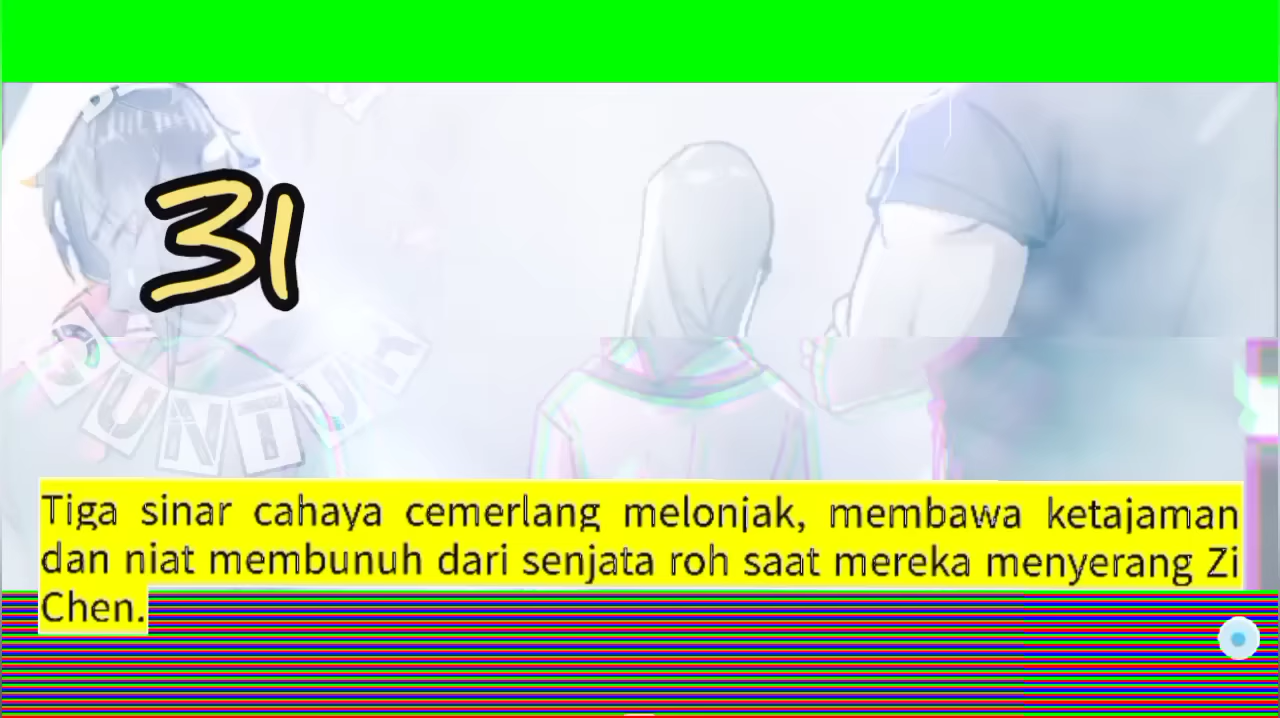 31
UNTU
Tiga sinar cahaya cemerlang melonjak, membawa ketajaman
dan niat membunuh dari senjata roh saat mereka menyerang Zi
Chen.